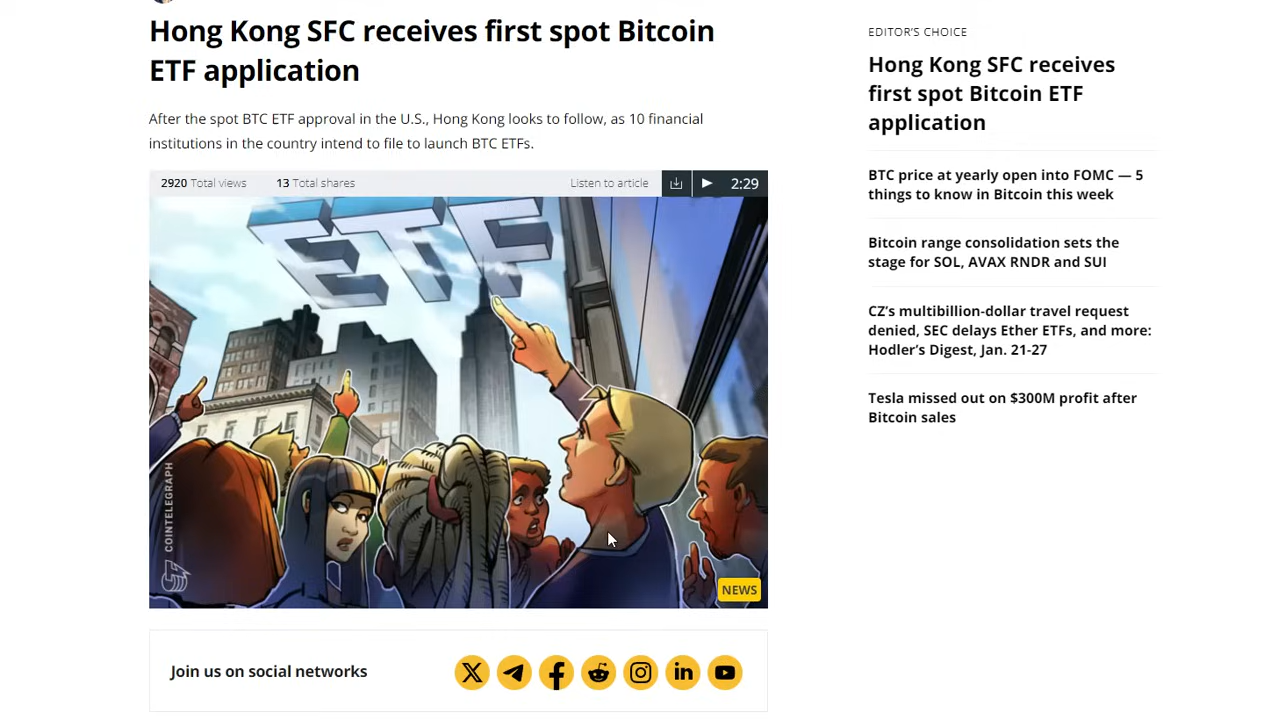 Hong Kong SFC receives first spot Bitcoin
ETF application
After the spot BTC ETF approval in the U.S., Hong Kong looks to follow, as 10 financial
institutions in the country intend to file to launch BTC ETFs.
2920 Total views 13 Total shares Listen to article 2:29
ETF
COINTELEGRAPH
NEWS
Join us on social networks
EDITOR'S CHOICE
Hong Kong SFC receives
first spot Bitcoin ETF
application
BTC price at yearly open into FOMC — 5
things to know in Bitcoin this week
Bitcoin range consolidation sets the
stage for SOL, AVAX RNDR and SUI
CZ’s multibillion-dollar travel request
denied, SEC delays Ether ETFs, and more:
Hodler’s Digest, Jan. 21-27
Tesla missed out on $300M profit after
Bitcoin sales